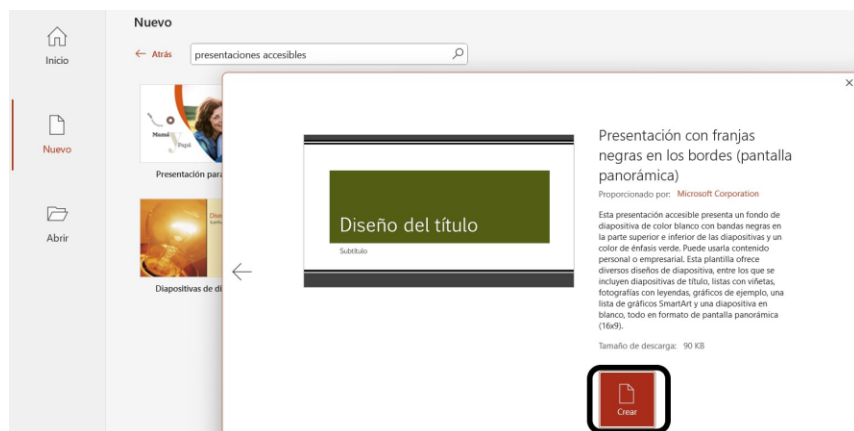 Nuevo
Inicio
Atrás
presentaciones accesibles
Nuevo
Mamá
y
Papá
Presentación para
Abrir
Diapositivas de di
Diseño del título
Subtítulo
Presentación con franjas
negras en los bordes (pantalla
panorámica)
Proporcionado por: Microsoft Corporation
Esta presentación accesible presenta un fondo de
diapositiva de color blanco con bandas negras en
la parte superior e inferior de las diapositivas y un
color de énfasis verde. Puede usarla contenido
personal o empresarial. Esta plantilla ofrece
diversos diseños de diapositiva, entre los que se
incluyen diapositivas de título, listas con viñetas,
fotografías con leyendas, gráficos de ejemplo, una
lista de gráficos SmartArt y una diapositiva en
blanco, todo en formato de pantalla panorámica
(16x9).
Tamaño de descarga: 90 KB
Crear